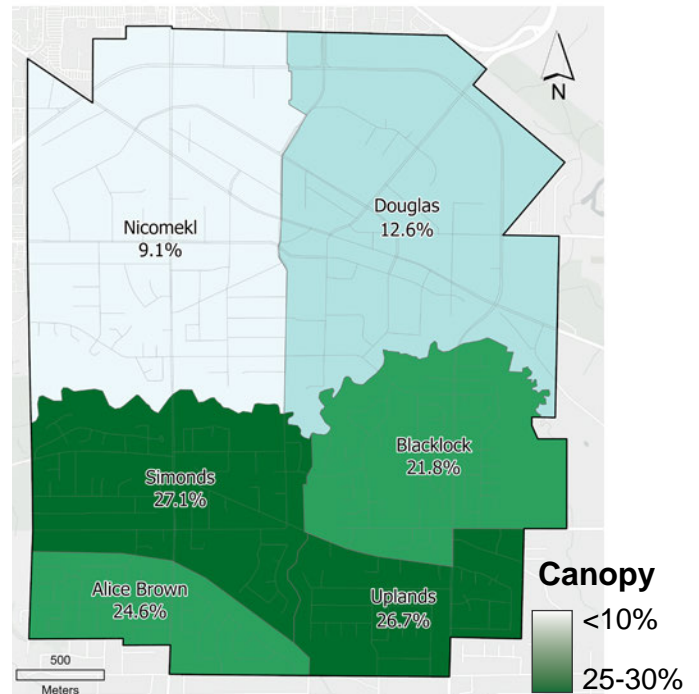 N
Nicomekl
9.1%
Douglas
12.6%
Blacklock
21.8%
Simonds
27.1%
Alice Brown
24.6%
Uplands
26.7%
Canopy
<10%
25-30%
500
Meters